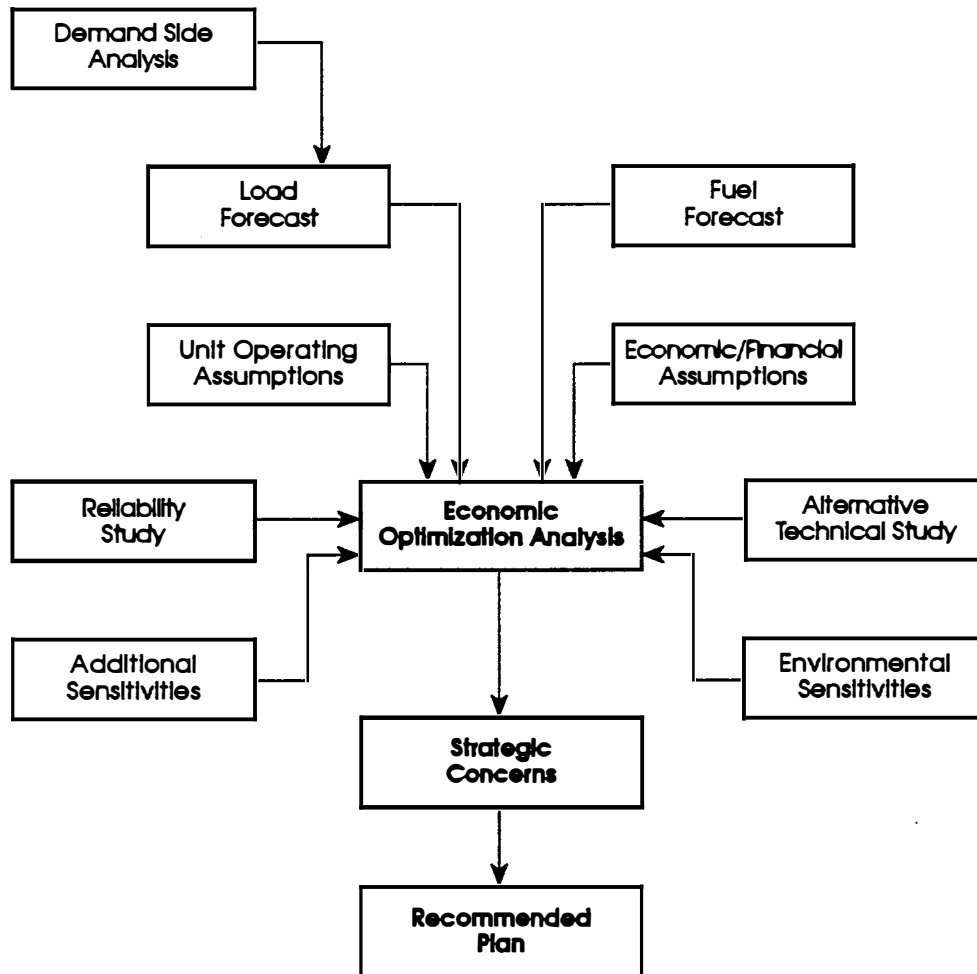 Demand Side
Analysis
Load
Forecast
Fuel
Forecast
Unit Operating
Assumptions
Economic/Financial
Assumptions
Reliability
Study
Economic
Optimization Analysis
Alternative
Technical Study
Additional
Sensitivities
Environmental
Sensitivities
Strategic
Concerns
Recommended
Plan